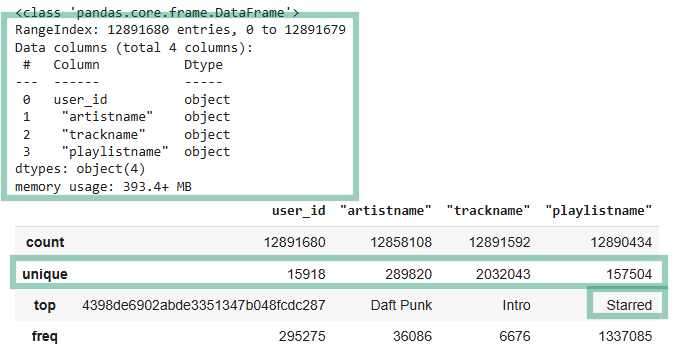 <class 'pandas.core.frame.DataFrame'>
RangeIndex: 12891680 entries, 0 to 12891679
Data columns (total 4 columns):
 #   Column          Dtype
---  ------          -----
 0   user_id         object
 1    "artistname"   object
 2    "trackname"    object
 3    "playlistname"  object
dtypes: object(4)
memory usage: 393.4+ MB
user_id "artistname" "trackname" "playlistname"
count 12891680 12858108 12891592 12890434
unique 15918 289820 2032043 157504
top 4398de6902abde3351347b048fcdc287 Daft Punk Intro Starred
freq 295275 36086 6676 1337085